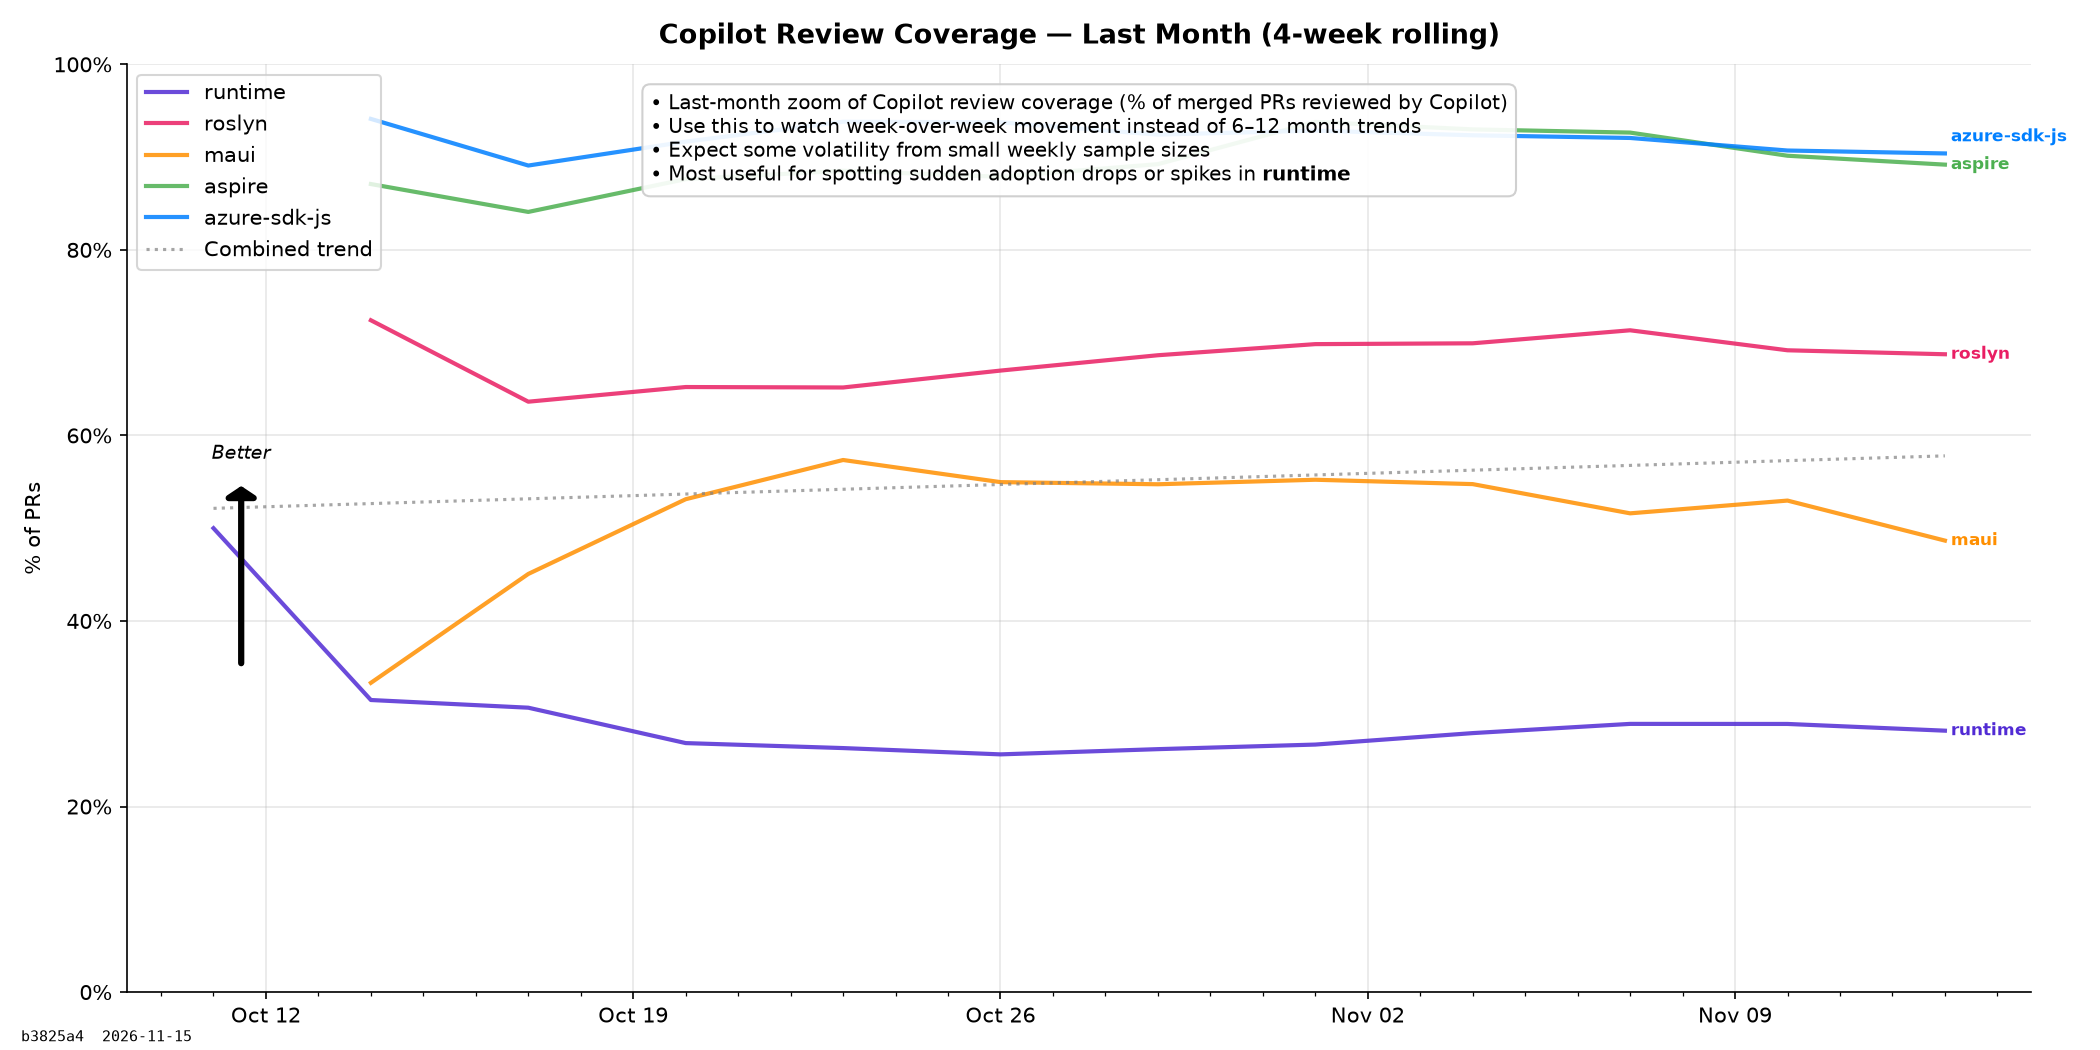 Copilot Review Coverage — Last Month (4-week rolling)
100%
80%
60%
40%
20%
0%
% of PRs
runtime
roslyn
maui
aspire
azure-sdk-js
Combined trend
• Last-month zoom of Copilot review coverage (% of merged PRs reviewed by Copilot)
• Use this to watch week-over-week movement instead of 6–12 month trends
• Expect some volatility from small weekly sample sizes
• Most useful for spotting sudden adoption drops or spikes in runtime
Better
azure-sdk-js
aspire
roslyn
maui
runtime
Oct 12
Oct 19
Oct 26
Nov 02
Nov 09
b3825a4 2026-11-15